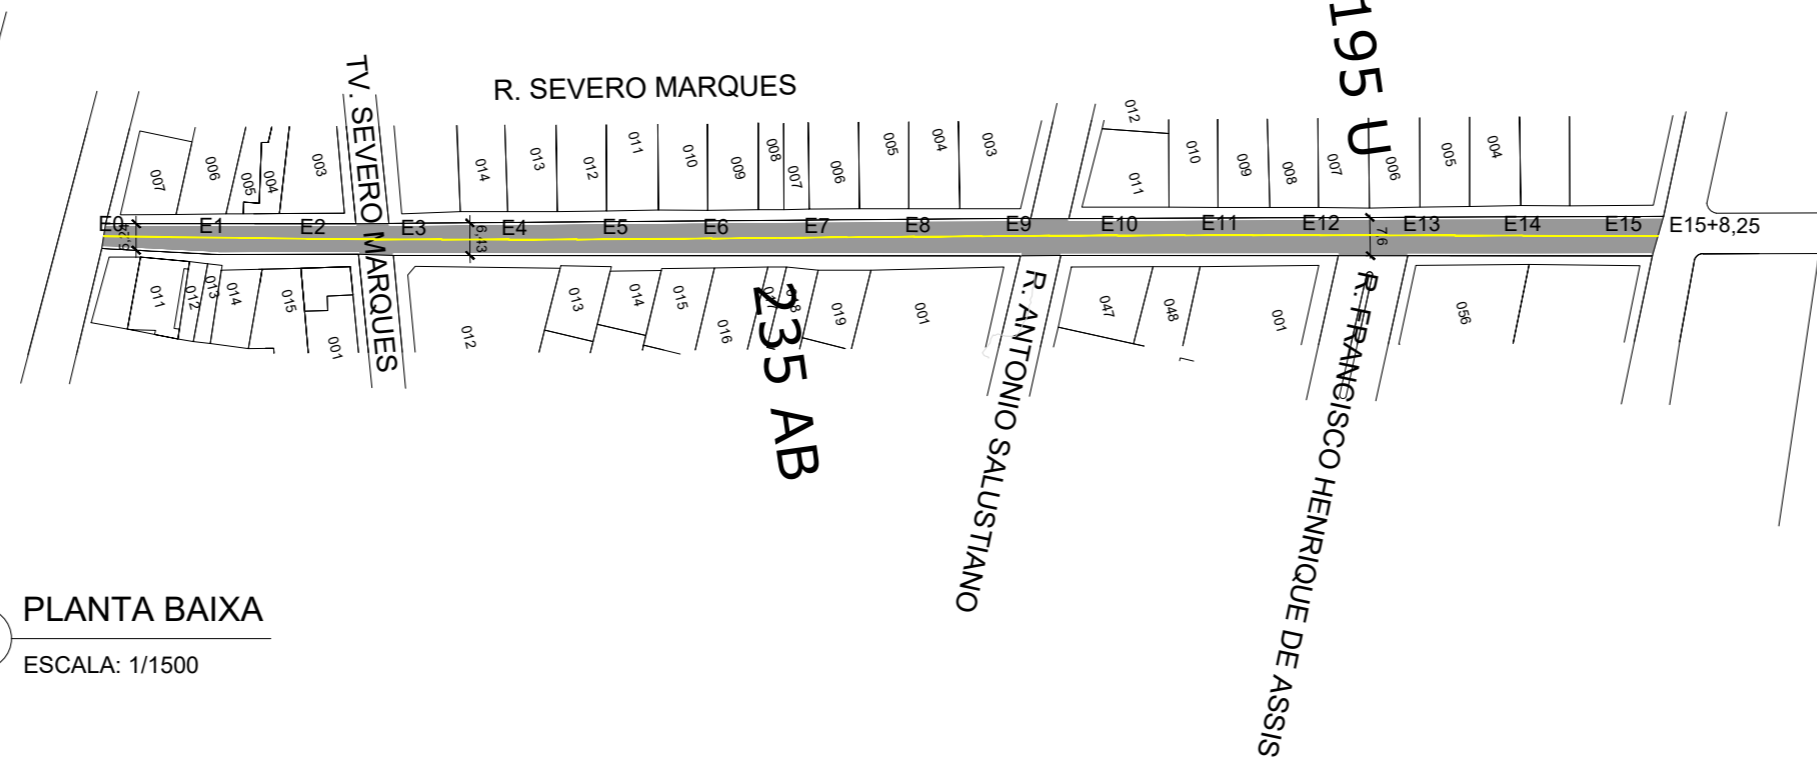 195 U
TV. SEVERO MARQUES
R. SEVERO MARQUES
007
006
005
004
003
014
013
012
011
010
009
008
007
006
005
004
003
012
011
010
009
008
007
006
005
004
E0
E1
E2
E3
E4
E5
E6
E7
E8
E9
E10
E11
E12
E13
E14
E15
E15+8,25
6,43
7,6
011
012
013
014
015
001
012
013
014
015
016
018
019
001
047
048
001
056
235 AB
R. ANTONIO SALUSTIANO
R. FRANCISCO HENRIQUE DE ASSIS
PLANTA BAIXA
ESCALA: 1/1500